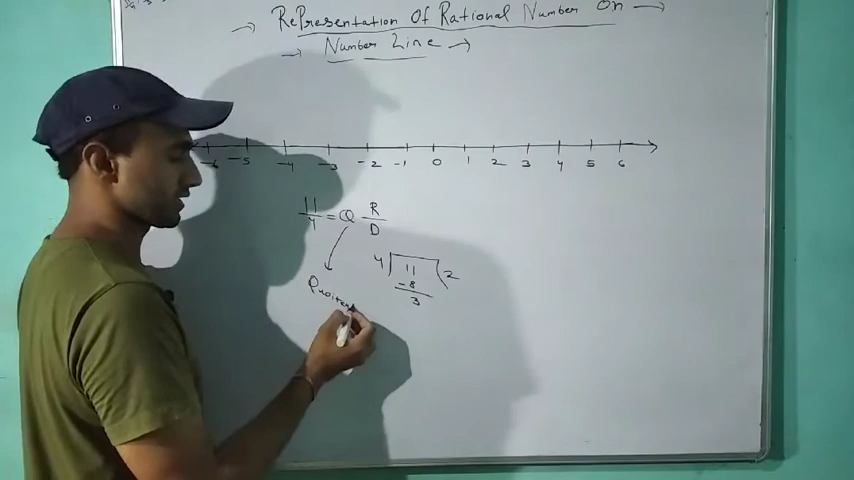 → RePresentation Of Rational Number On →
→ Number Line →
-6 -5 -4 -3 -2 -1 0 1 2 3 4 5 6
11/4 = Q R/D
4 11 2
-8
3